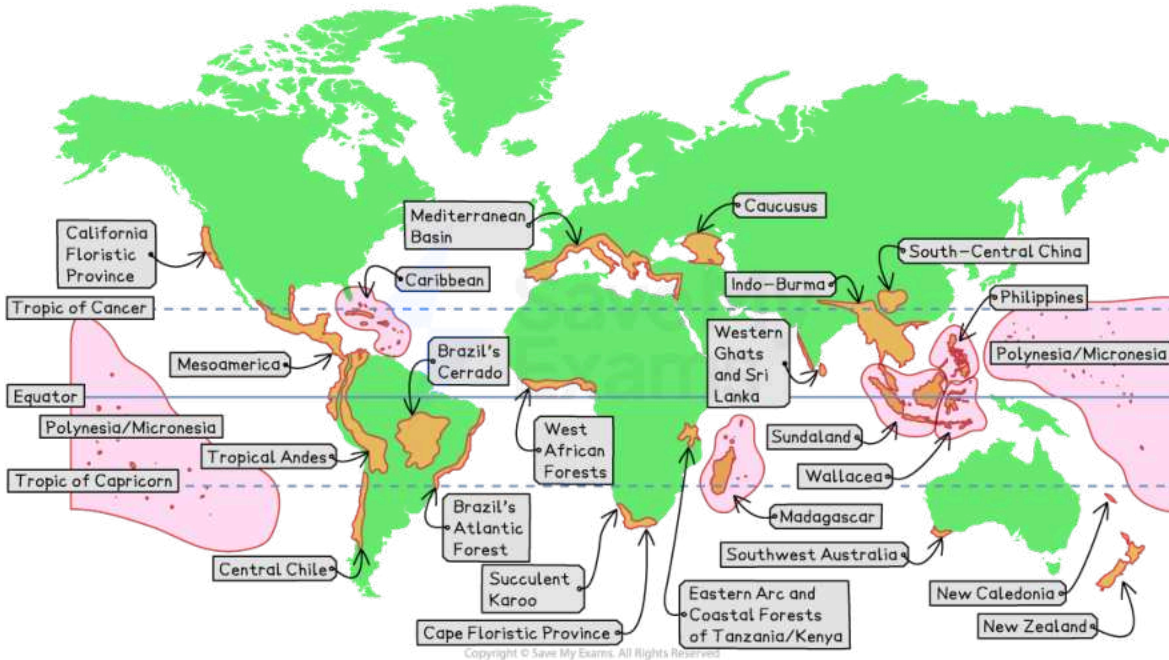 California
Floristic
Province
Mediterranean
Basin
Caucusus
South-Central China
Caribbean
Indo-Burma
Philippines
Tropic of Cancer
Western
Ghats
and Sri
Lanka
Polynesia/Micronesia
Mesoamerica
Brazil's
Cerrado
Equator
Polynesia/Micronesia
West
African
Forests
Sundaland
Tropical Andes
Wallacea
Tropic of Capricorn
Brazil's
Atlantic
Forest
Madagascar
Southwest Australia
Central Chile
Succulent
Karoo
Eastern Arc and
Coastal Forests
of Tanzania/Kenya
New Caledonia
Cape Floristic Province
New Zealand
Copyright © Save My Exams. All Rights Reserved